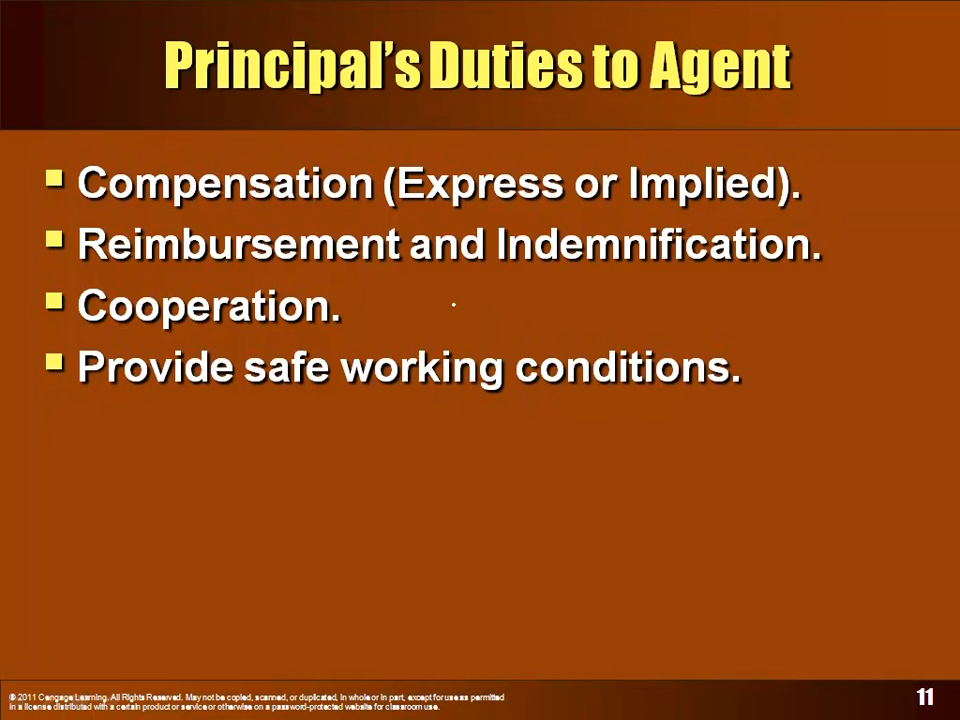 Principal's Duties to Agent
Compensation (Express or Implied).
Reimbursement and Indemnification.
Cooperation.
Provide safe working conditions.
© 2011 Cengage Learning. All Rights Reserved. May not be copied, scanned, or duplicated, in whole or in part, except for use as permitted
in a license distributed with a certain product or service or otherwise on a password-protected website for classroom use.
11